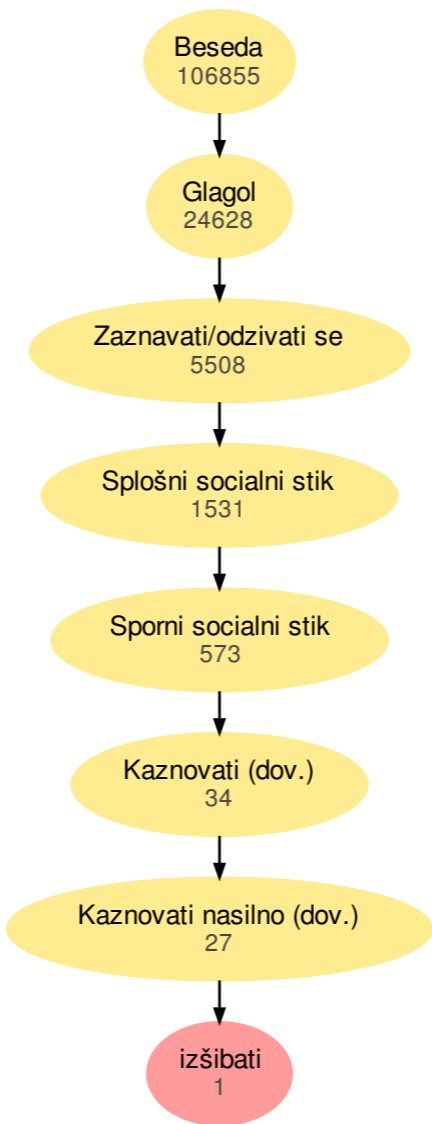 Beseda
106855
Glagol
24628
Zaznavati/odzivati se
5508
Splošni socialni stik
1531
Sporni socialni stik
573
Kaznovati (dov.)
34
Kaznovati nasilno (dov.)
27
izšibati
1